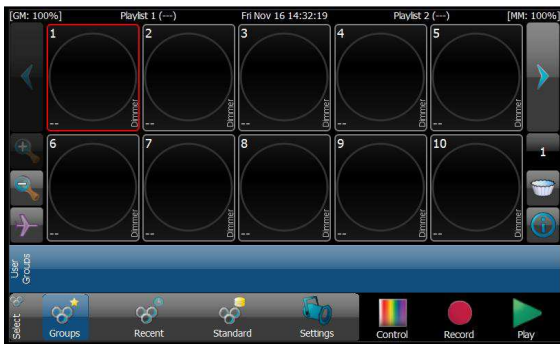 [GM: 100%] Playlist 1 (---) Fri Nov 16 14:32:19 Playlist 2 (---) [MM: 100%]
1 2 3 4 5
-- Dimmer -- Dimmer -- Dimmer -- Dimmer -- Dimmer
6 7 8 9 10 1
-- Dimmer -- Dimmer -- Dimmer -- Dimmer -- Dimmer
User
Groups
Select Groups Recent Standard Settings Control Record Play